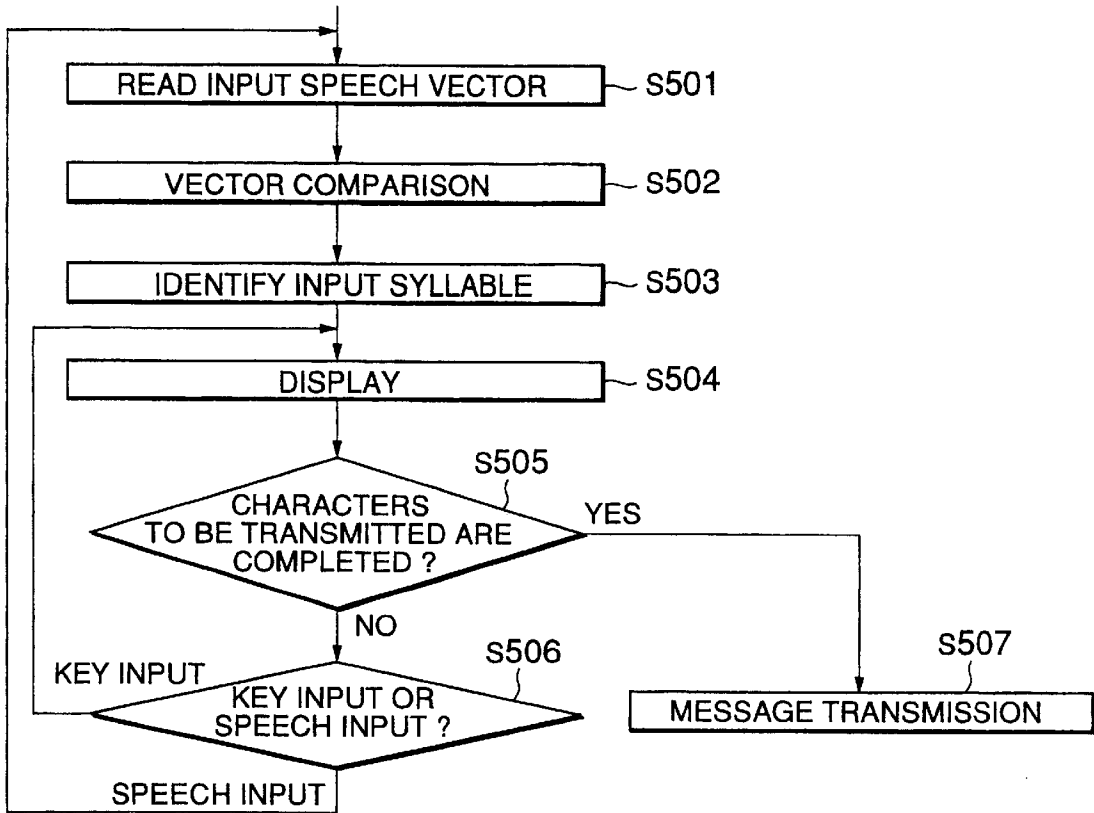 READ INPUT SPEECH VECTOR
S501
VECTOR COMPARISON
S502
IDENTIFY INPUT SYLLABLE
S503
DISPLAY
S504
S505
CHARACTERS
TO BE TRANSMITTED ARE
COMPLETED ?
YES
NO
S506
S507
KEY INPUT
KEY INPUT OR
SPEECH INPUT ?
MESSAGE TRANSMISSION
SPEECH INPUT